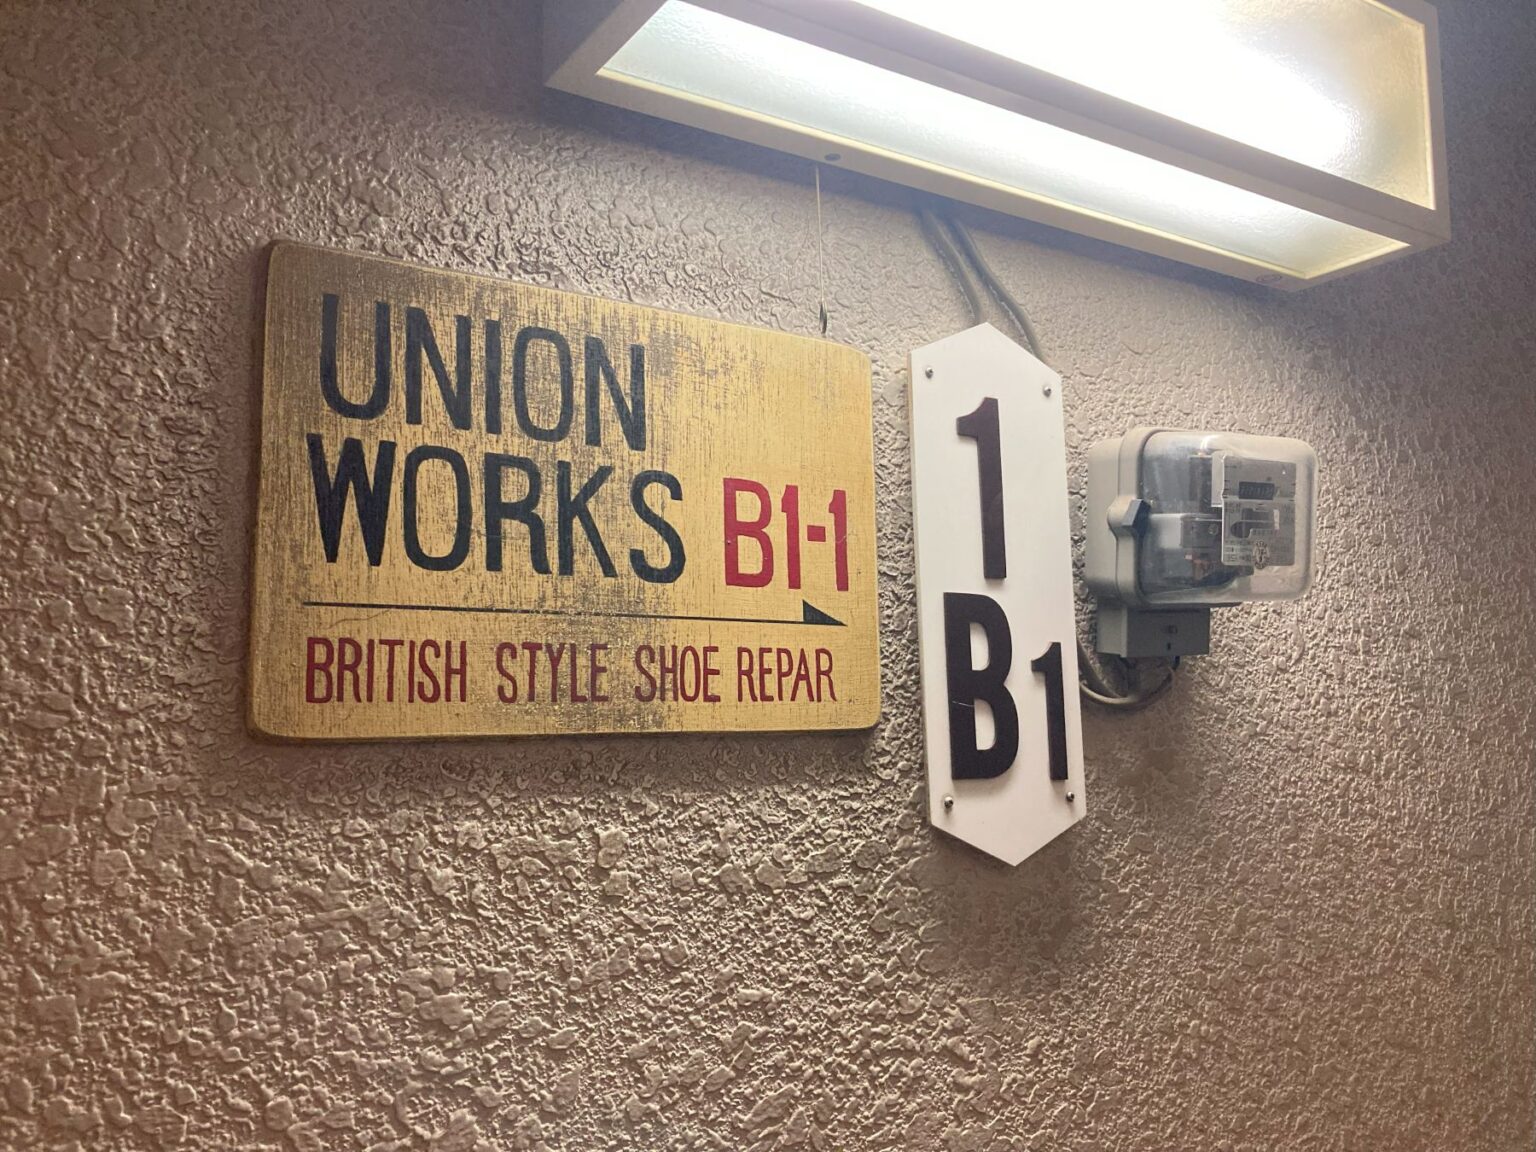 UNION
WORKS B1-1
BRITISH STYLE SHOE REPAR
1
B1